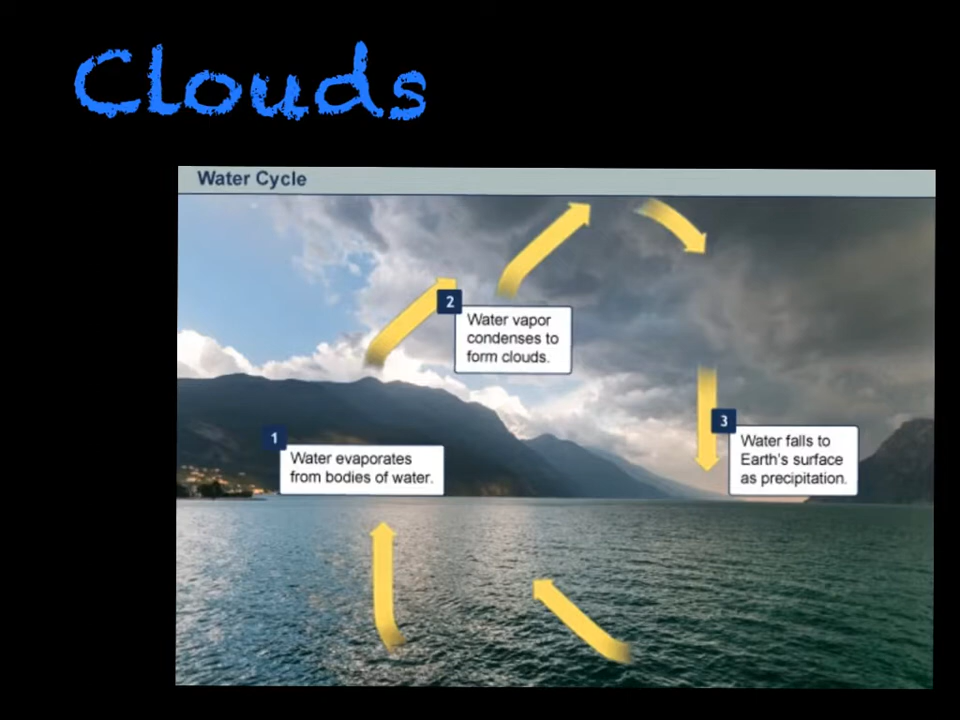 Clouds
Water Cycle
2
Water vapor
condenses to
form clouds.
1
Water evaporates
from bodies of water.
3
Water falls to
Earth's surface
as precipitation.